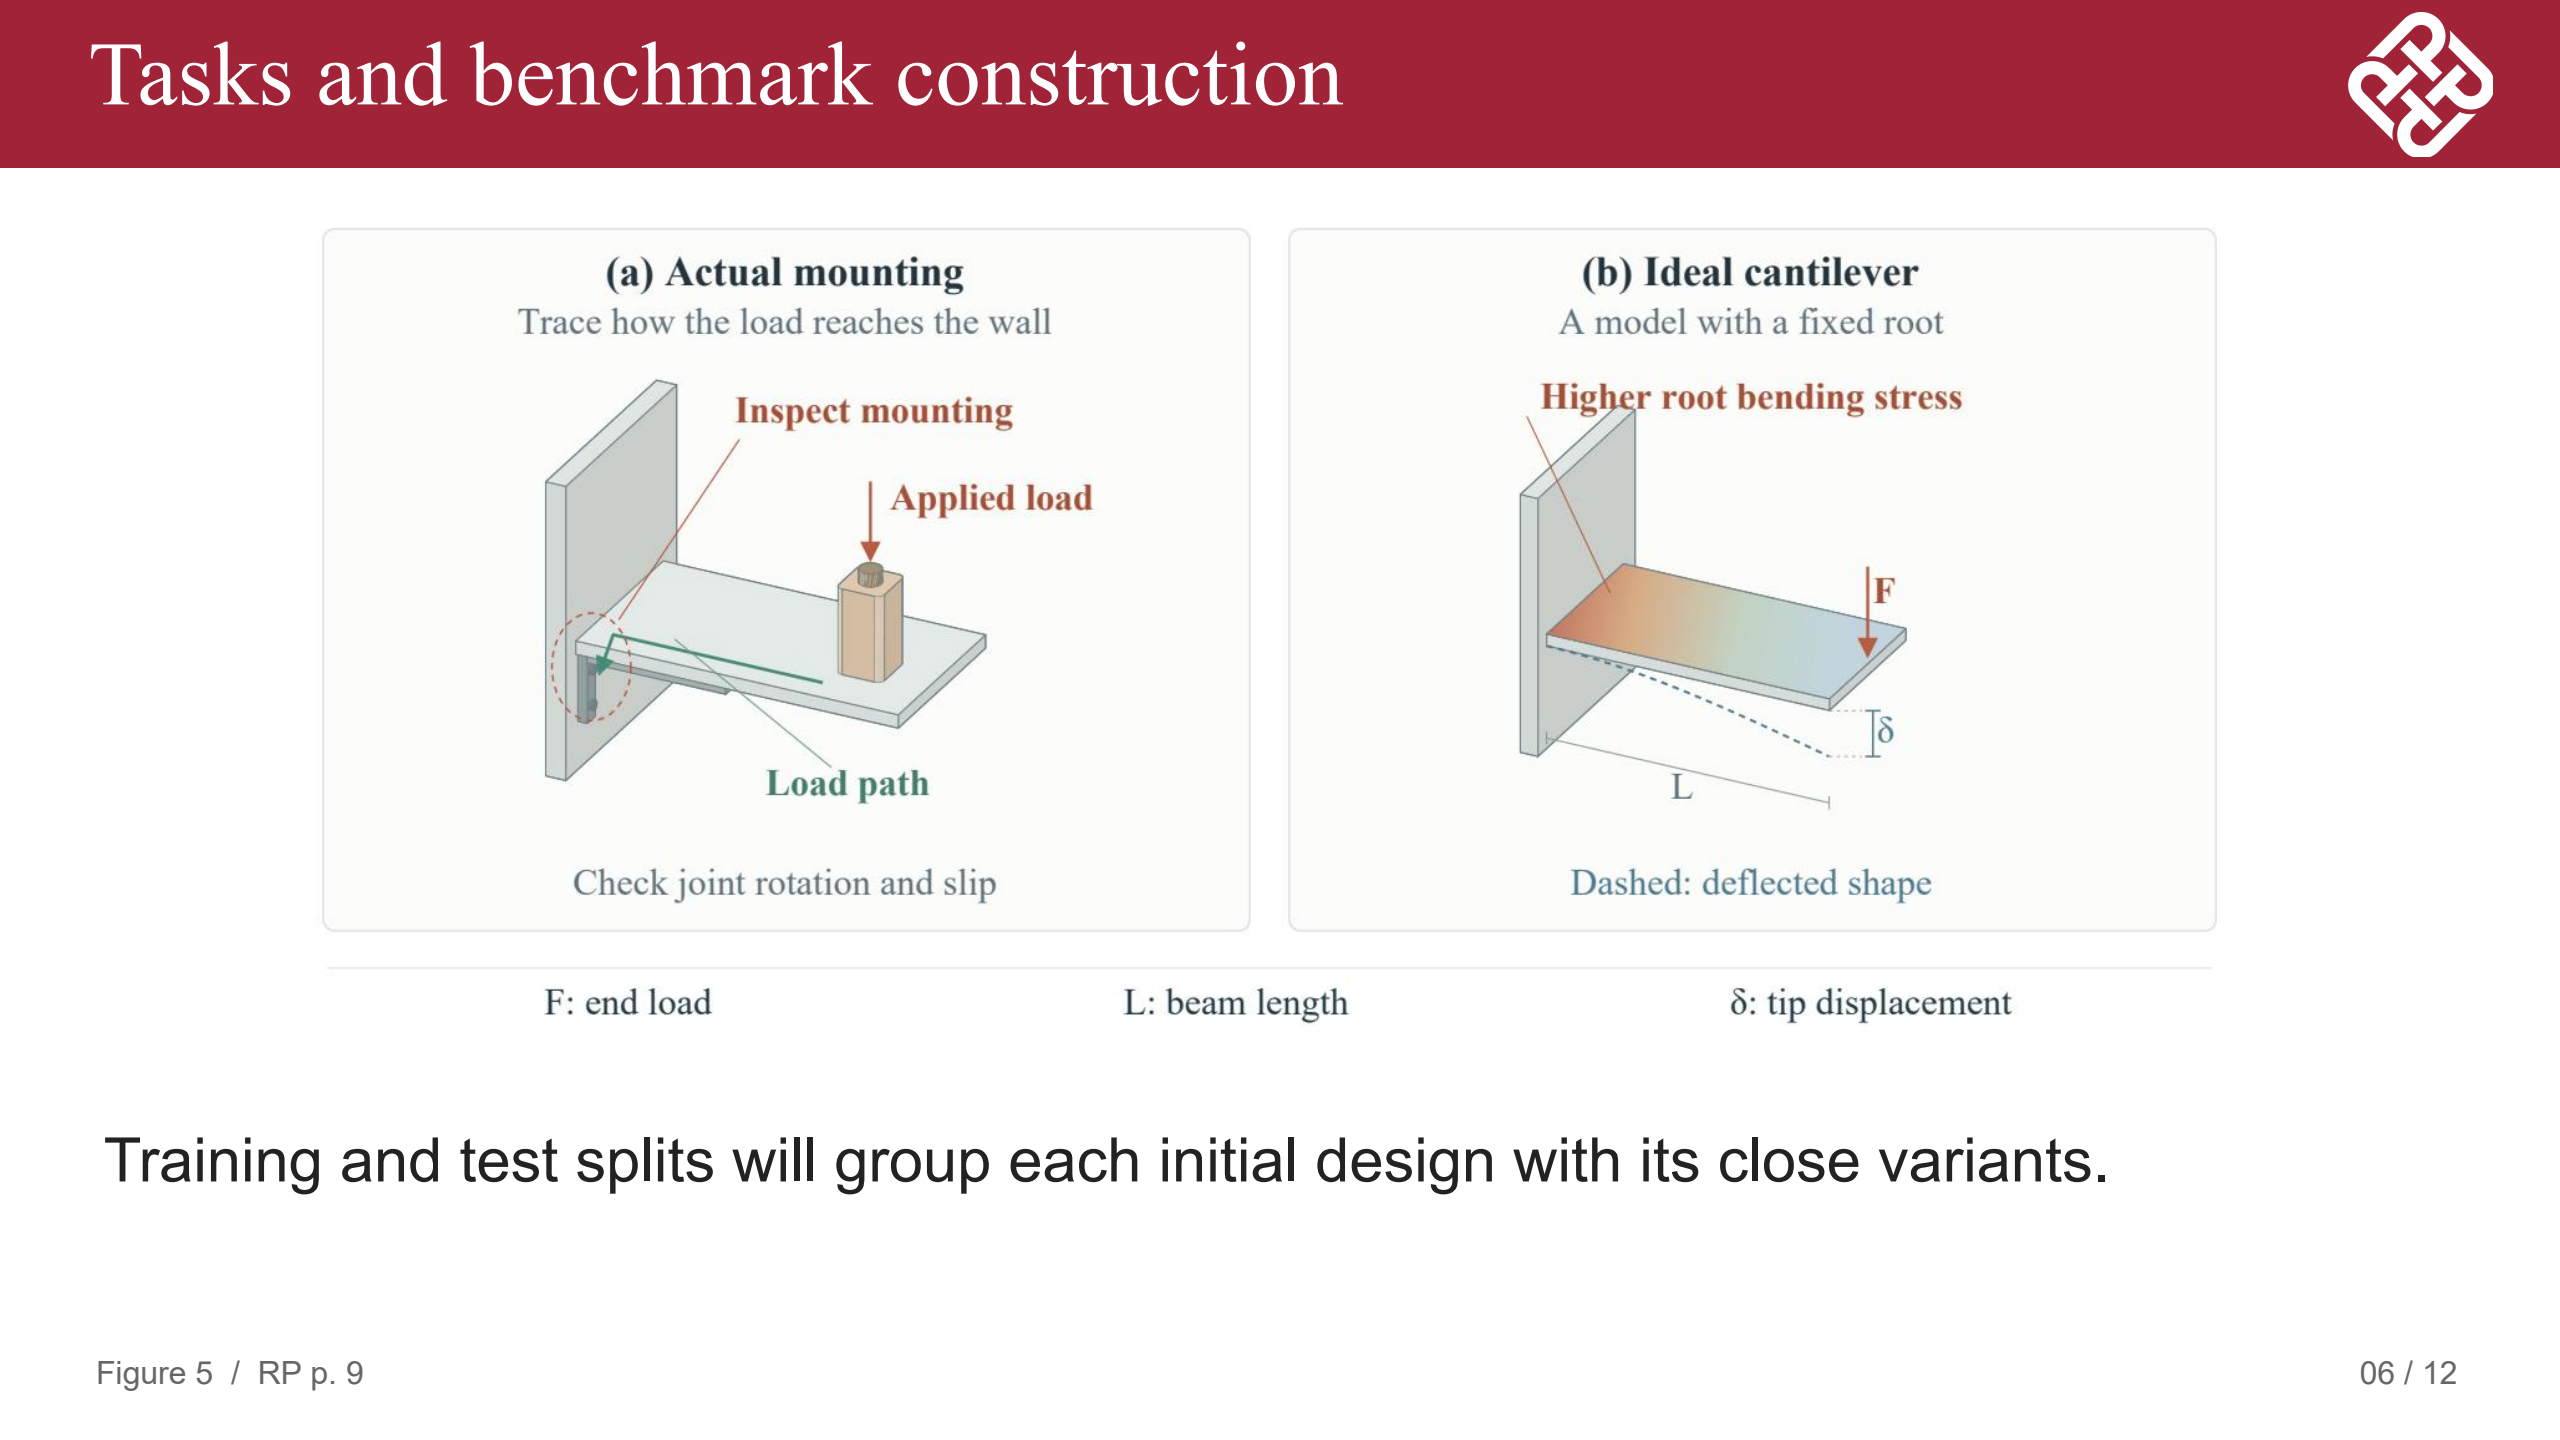 Tasks and benchmark construction
(a) Actual mounting
Trace how the load reaches the wall
Inspect mounting
Applied load
Load path
Check joint rotation and slip
(b) Ideal cantilever
A model with a fixed root
Higher root bending stress
F
δ
L
Dashed: deflected shape
F: end load
L: beam length
δ: tip displacement
Training and test splits will group each initial design with its close variants.
Figure 5 / RP p. 9
06 / 12